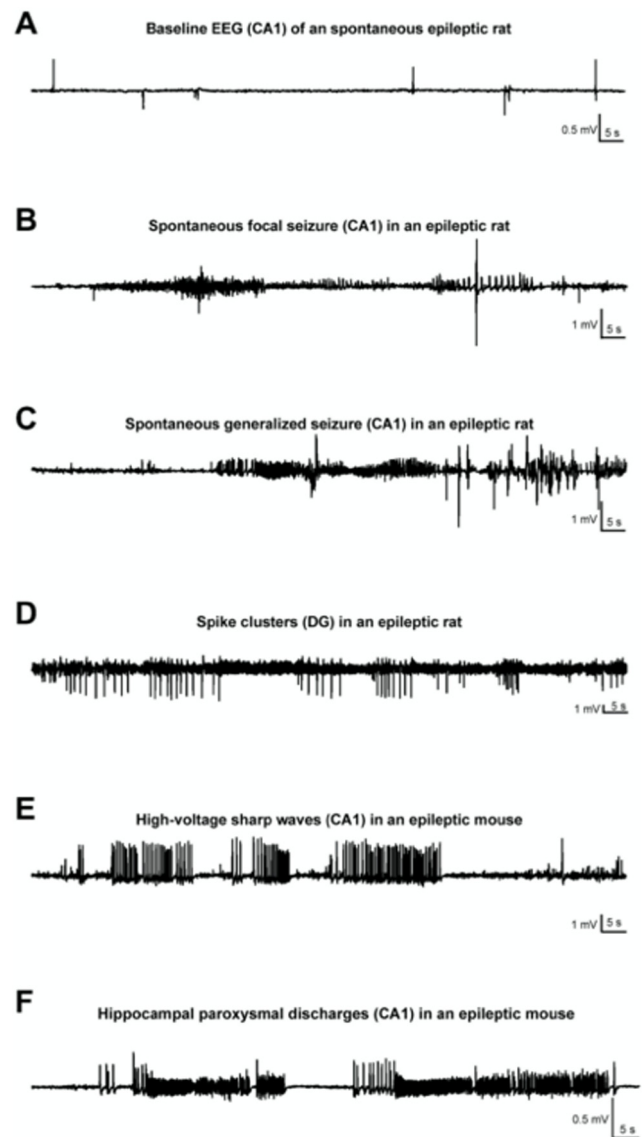 A
Baseline EEG (CA1) of an spontaneous epileptic rat
0.5 mV 5 s
B
Spontaneous focal seizure (CA1) in an epileptic rat
1 mV 5 s
C
Spontaneous generalized seizure (CA1) in an epileptic rat
1 mV 5 s
D
Spike clusters (DG) in an epileptic rat
1 mV 5 s
E
High-voltage sharp waves (CA1) in an epileptic mouse
1 mV 5 s
F
Hippocampal paroxysmal discharges (CA1) in an epileptic mouse
0.5 mV 5 s